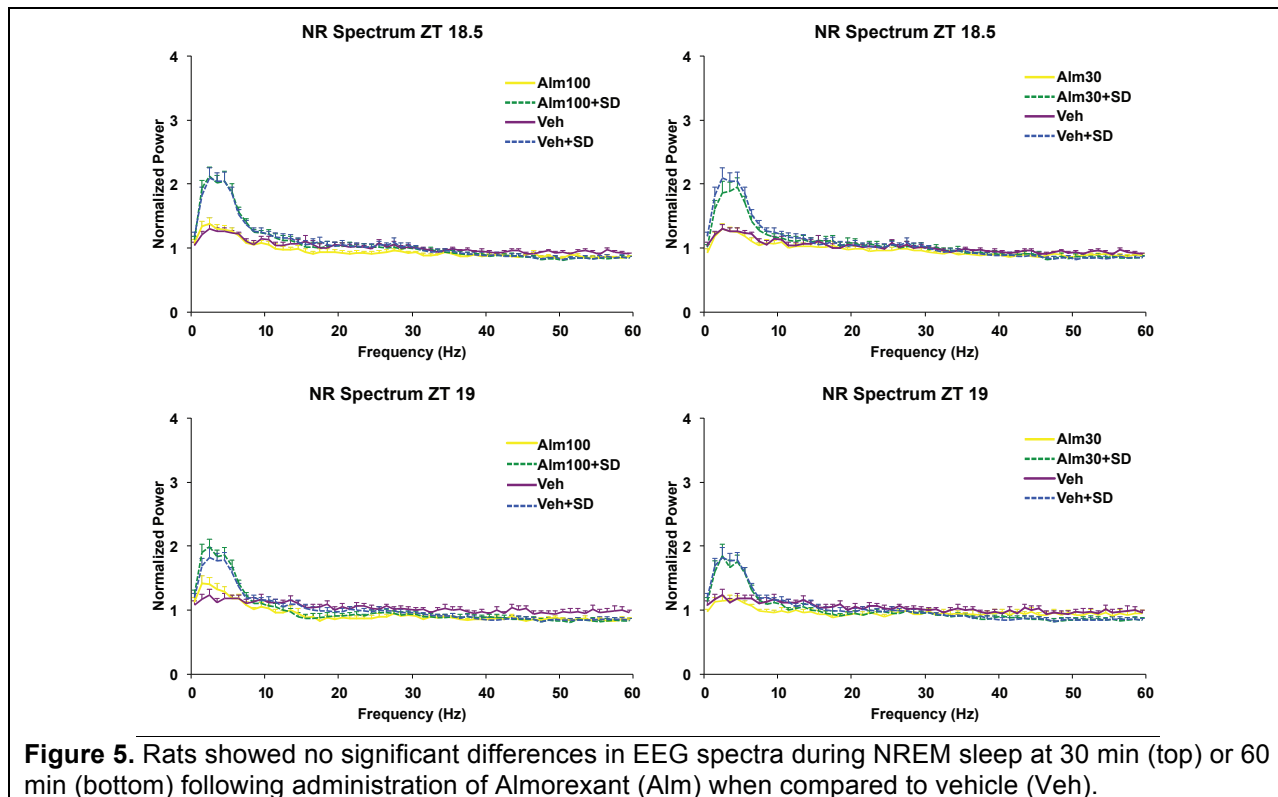 NR Spectrum ZT 18.5
4
3
2
1
0
Normalized Power
Alm100
Alm100+SD
Veh
Veh+SD
0 10 20 30 40 50 60
Frequency (Hz)
NR Spectrum ZT 18.5
4
3
2
1
0
Normalized Power
Alm30
Alm30+SD
Veh
Veh+SD
0 10 20 30 40 50 60
Frequency (Hz)
NR Spectrum ZT 19
4
3
2
1
0
Normalized Power
Alm100
Alm100+SD
Veh
Veh+SD
0 10 20 30 40 50 60
Frequency (Hz)
NR Spectrum ZT 19
4
3
2
1
0
Normalized Power
Alm30
Alm30+SD
Veh
Veh+SD
0 10 20 30 40 50 60
Frequency (Hz)
Figure 5. Rats showed no significant differences in EEG spectra during NREM sleep at 30 min (top) or 60
min (bottom) following administration of Almorexant (Alm) when compared to vehicle (Veh).